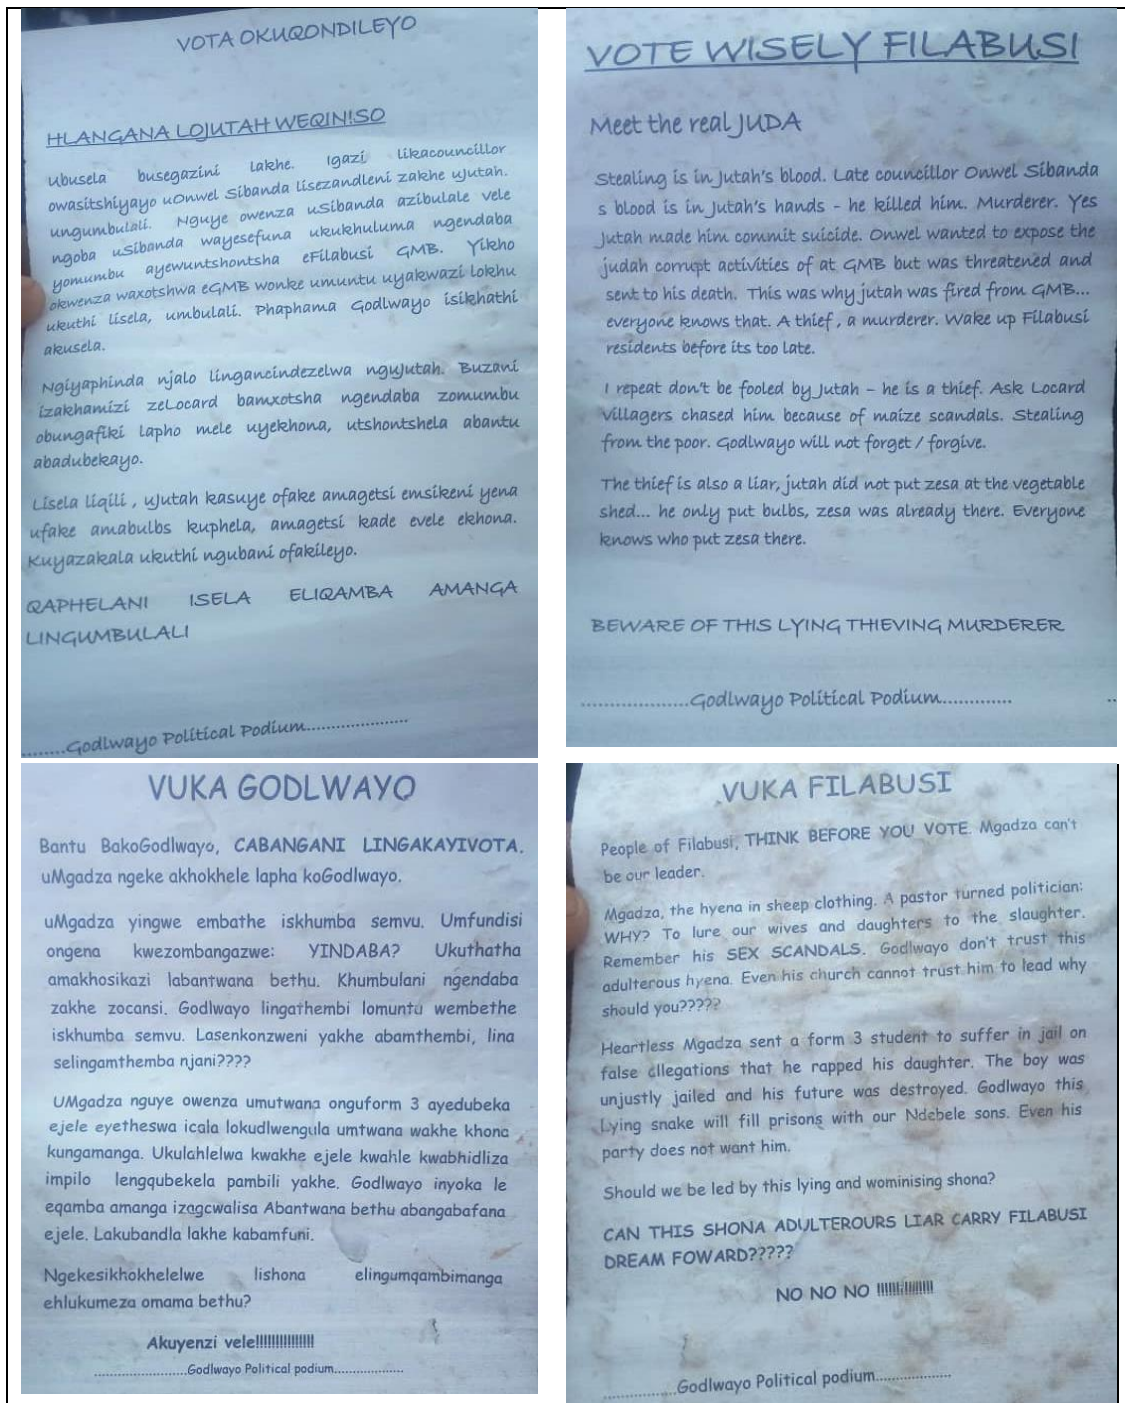 VOTA OKUQONDILEYO
HLANGANA LOJUTAH WEQINISO
Ubusela busegazini lakhe. Igazi likacouncillor
owasitshiyayo uOnwel Sibanda lisezandleni zakhe uJutah.
ungumbulali. Nguye owenza uSibanda azibulale vele
ngoba uSibanda wayesefuna ukukhuluma ngendaba
yomumbu ayewuntshontsha eFilabusi GMB. Yikho
okwenza waxotshwa eGMB wonke umuntu uyakwazi lokhu
ukuthi lisela, umbulali. Phaphama Godlwayo isikhathi
akusela.
Ngiyaphinda njalo lingancindezelwa nguJutah. Buzani
izakhamizi zeLocard bamxotsha ngendaba zomumbu
obungafiki lapho mele uyekhona, utshontshela abantu
abadubekayo.
Lisela liqili , uJutah kasuye ofake amagetsi emsikeni yena
ufake amabulbs kuphela, amagetsi kade evele ekhona.
Kuyazakala ukuthi ngubani ofakileyo.
QAPHELANI ISELA ELIQAMBA AMANGA
LINGUMBULALI
........Godlwayo Political Podium....................
VOTE WISELY FILABUSI
Meet the real JUDA
Stealing is in Jutah's blood. Late councillor Onwel Sibanda
s blood is in Jutah's hands - he killed him. Murderer. Yes
Jutah made him commit suicide. Onwel wanted to expose the
judah corrupt activities of at GMB but was threatened and
sent to his death. This was why jutah was fired from GMB...
everyone knows that. A thief , a murderer. Wake up Filabusi
residents before its too late.
I repeat don't be fooled by Jutah – he is a thief. Ask Locard
villagers chased him because of maize scandals. Stealing
from the poor. Godlwayo will not forget / forgive.
The thief is also a liar, jutah did not put zesa at the vegetable
shed... he only put bulbs, zesa was already there. Everyone
knows who put zesa there.
BEWARE OF THIS LYING THIEVING MURDERER
....................Godlwayo Political Podium.............
VUKA GODLWAYO
Bantu BakoGodlwayo, CABANGANI LINGAKAYIVOTA.
uMgadza ngeke akhokhele lapha koGodlwayo.
uMgadza yingwe embathe iskhumba semvu. Umfundisi
ongena kwezombangazwe: YINDABA? Ukuthatha
amakhosikazi labantwana bethu. Khumbulani ngendaba
zakhe zocansi. Godlwayo lingathembi lomuntu wembethe
iskhumba semvu. Lasenkonzweni yakhe abamthembi, lina
selingamthemba njani????
UMgadza nguye owenza umutwana onguform 3 ayedubeka
ejele eyetheswa icala lokudlwengula umtwana wakhe khona
kungamanga. Ukulahlelwa kwakhe ejele kwahle kwabhidliza
impilo lengqubekela pambili yakhe. Godlwayo inyoka le
eqamba amanga izagcwalisa Abantwana bethu abangabafana
ejele. Lakubandla lakhe kabamfuni.
Ngekesikhokhelelwe lishona elingumqambimanga
ehlukumeza omama bethu?
Akuyenzi vele!!!!!!!!!!!!!!!
........................Godlwayo Political podium..................
VUKA FILABUSI
People of Filabusi, THINK BEFORE YOU VOTE. Mgadza can't
be our leader.
Mgadza, the hyena in sheep clothing. A pastor turned politician:
WHY? To lure our wives and daughters to the slaughter.
Remember his SEX SCANDALS. Godlwayo don't trust this
adulterous hyena. Even his church cannot trust him to lead why
should you?????
Heartless Mgadza sent a form 3 student to suffer in jail on
false allegations that he rapped his daughter. The boy was
unjustly jailed and his future was destroyed. Godlwayo this
Lying snake will fill prisons with our Ndebele sons. Even his
party does not want him.
Should we be led by this lying and wominising shona?
CAN THIS SHONA ADULTEROURS LIAR CARRY FILABUSI
DREAM FOWARD?????
NO NO NO !!!!!!!!!!!!!!!
.................Godlwayo Political podium..................